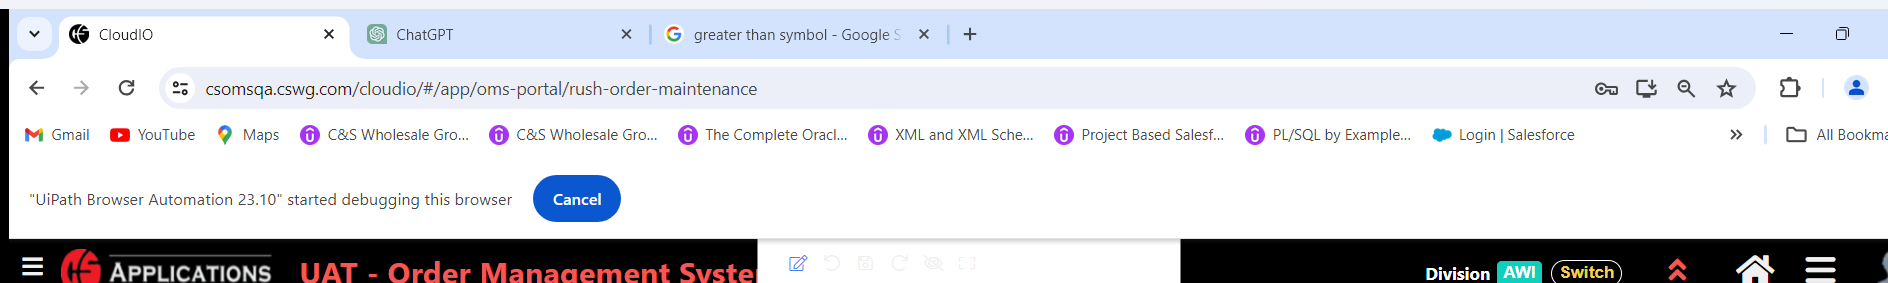 CloudIO
ChatGPT
greater than symbol - Google S
csomsqa.cswg.com/cloudio/#/app/oms-portal/rush-order-maintenance
Gmail YouTube Maps C&S Wholesale Gro... C&S Wholesale Gro... The Complete Oracl... XML and XML Sche... Project Based Salesf... PL/SQL by Example... Login | Salesforce » All Bookma
"UiPath Browser Automation 23.10" started debugging this browser Cancel
APPLICATIONS UAT - Order Management Syste Division AWI Switch